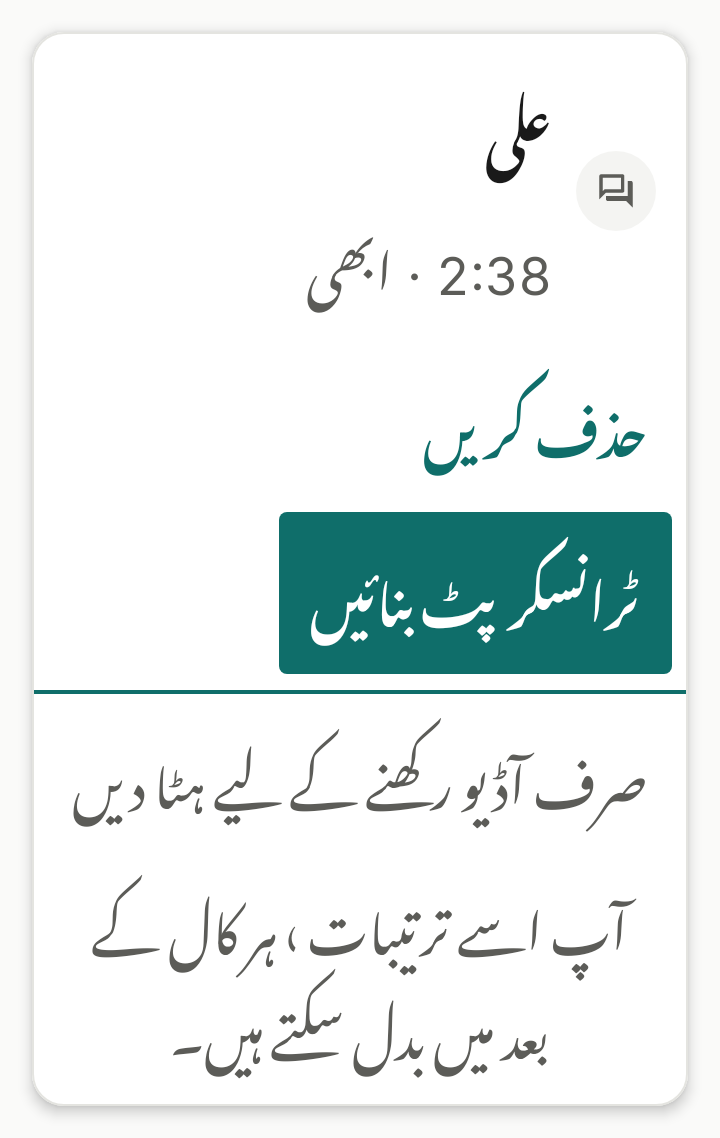 علی
2:38 · ابھی
حذف کریں
ٹرانسکرپٹ بنائیں
صرف آڈیو رکھنے کے لیے ہٹا دیں
آپ اسے ترتیبات، ہر کال کے
بعد میں بدل سکتے ہیں۔